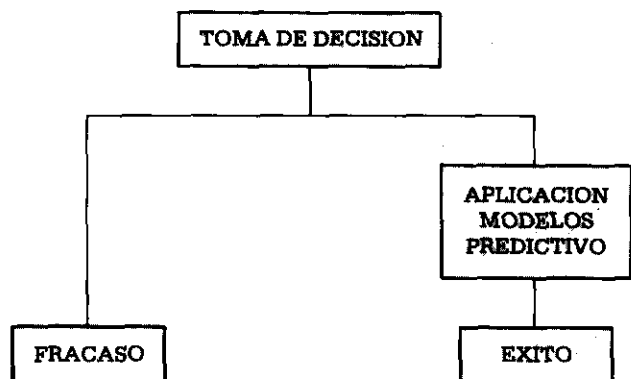 TOMA DE DECISION
APLICACION
MODELOS
PREDICTIVO
FRACASO
EXITO